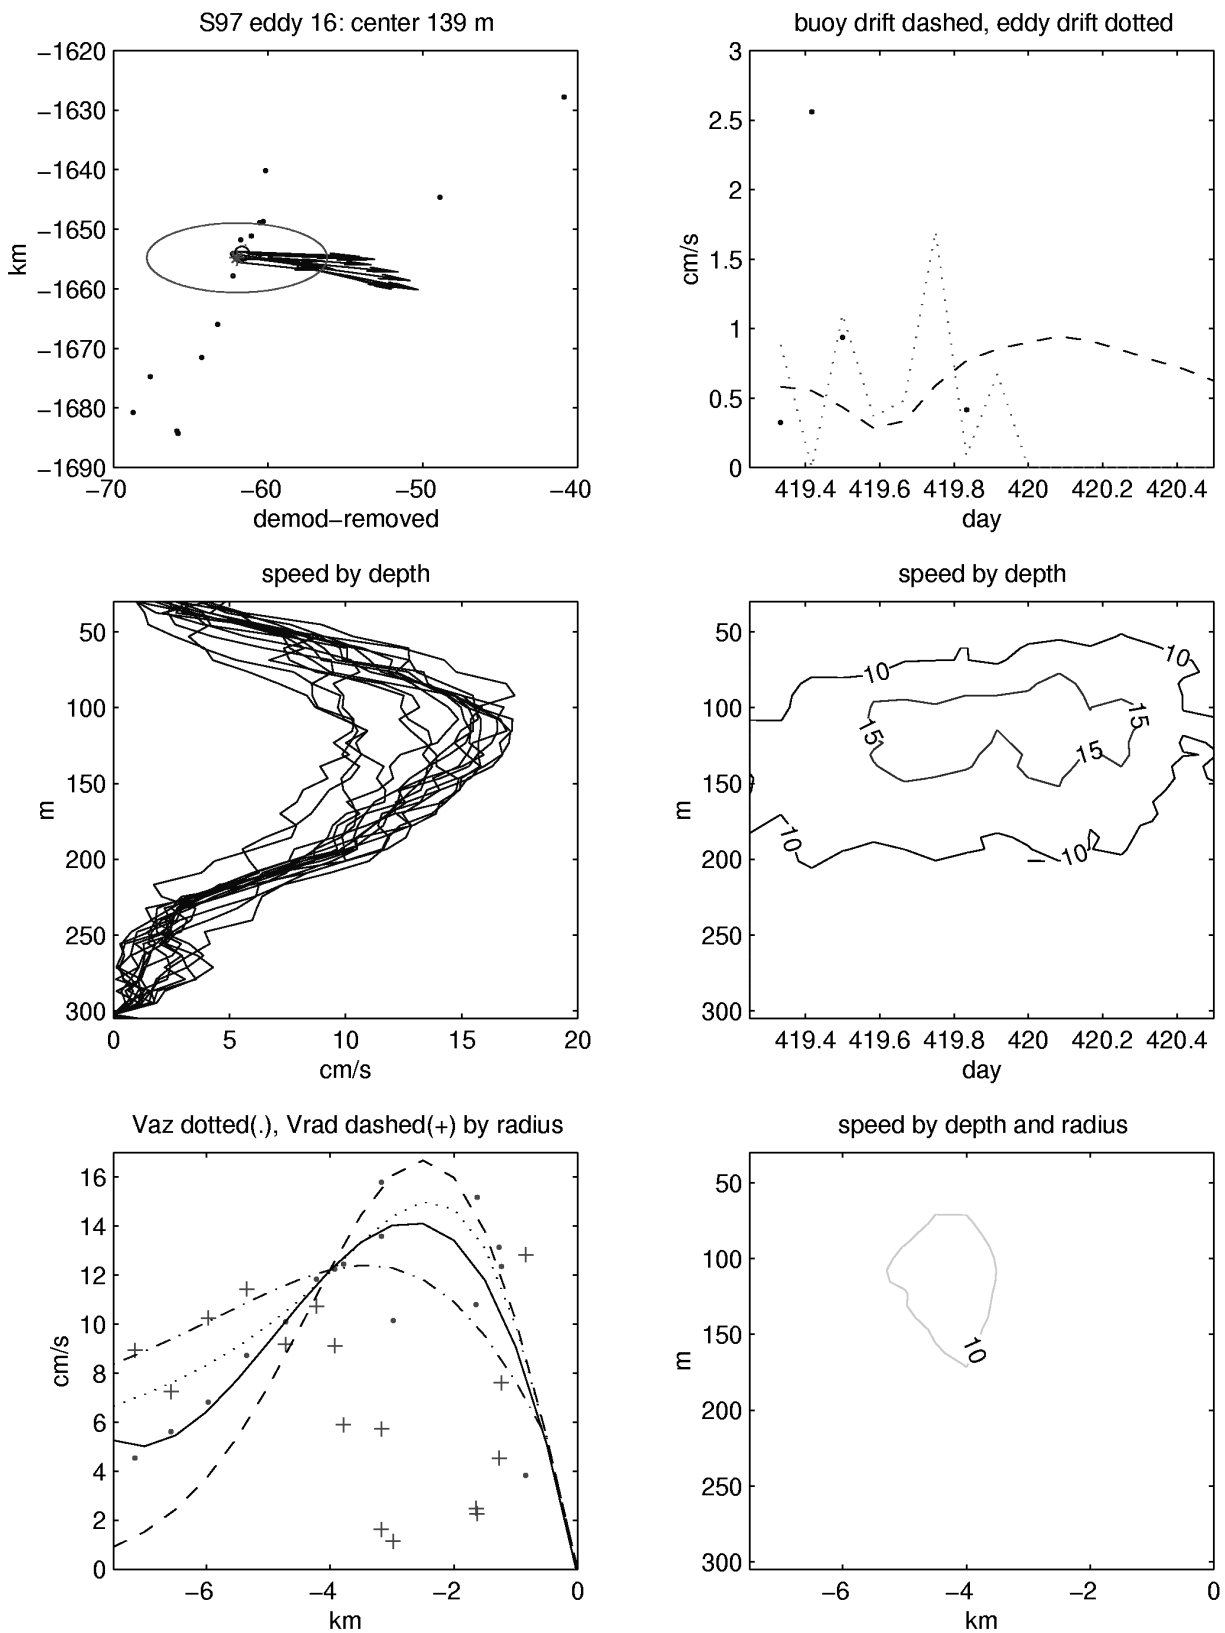 S97 eddy 16: center 139 m
−1620
−1630
−1640
−1650
−1660
−1670
−1680
−1690
km
−70 −60 −50 −40
demod−removed
buoy drift dashed, eddy drift dotted
3
2.5
2
1.5
1
0.5
0
cm/s
419.4 419.6 419.8 420 420.2 420.4
day
speed by depth
50
100
150
200
250
300
m
0 5 10 15 20
cm/s
speed by depth
50
100
150
200
250
300
m
10
10
15
15
15
10
10
419.4 419.6 419.8 420 420.2 420.4
day
Vaz dotted(.), Vrad dashed(+) by radius
16
14
12
10
8
6
4
2
0
cm/s
−6 −4 −2 0
km
speed by depth and radius
50
100
150
200
250
300
m
10
−6 −4 −2 0
km